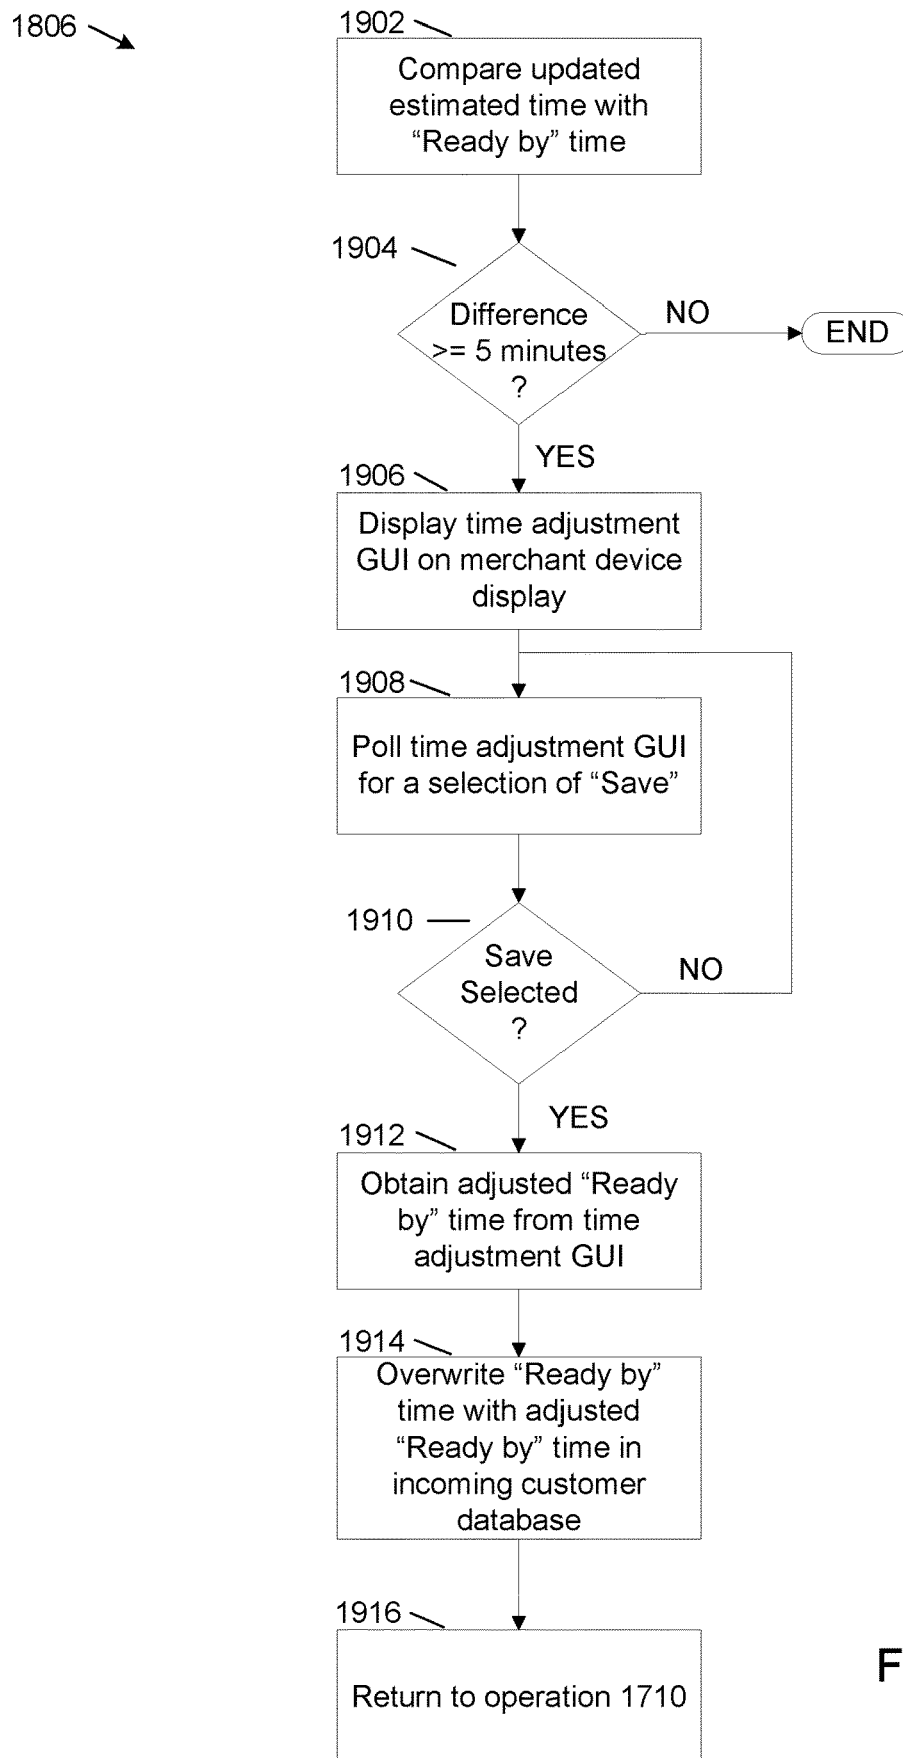 1806
1902
Compare updated
estimated time with
“Ready by” time
1904
Difference
>= 5 minutes
?
NO
END
YES
1906
Display time adjustment
GUI on merchant device
display
1908
Poll time adjustment GUI
for a selection of “Save”
1910
Save
Selected
?
NO
YES
1912
Obtain adjusted “Ready
by” time from time
adjustment GUI
1914
Overwrite “Ready by”
time with adjusted
“Ready by” time in
incoming customer
database
1916
Return to operation 1710
F